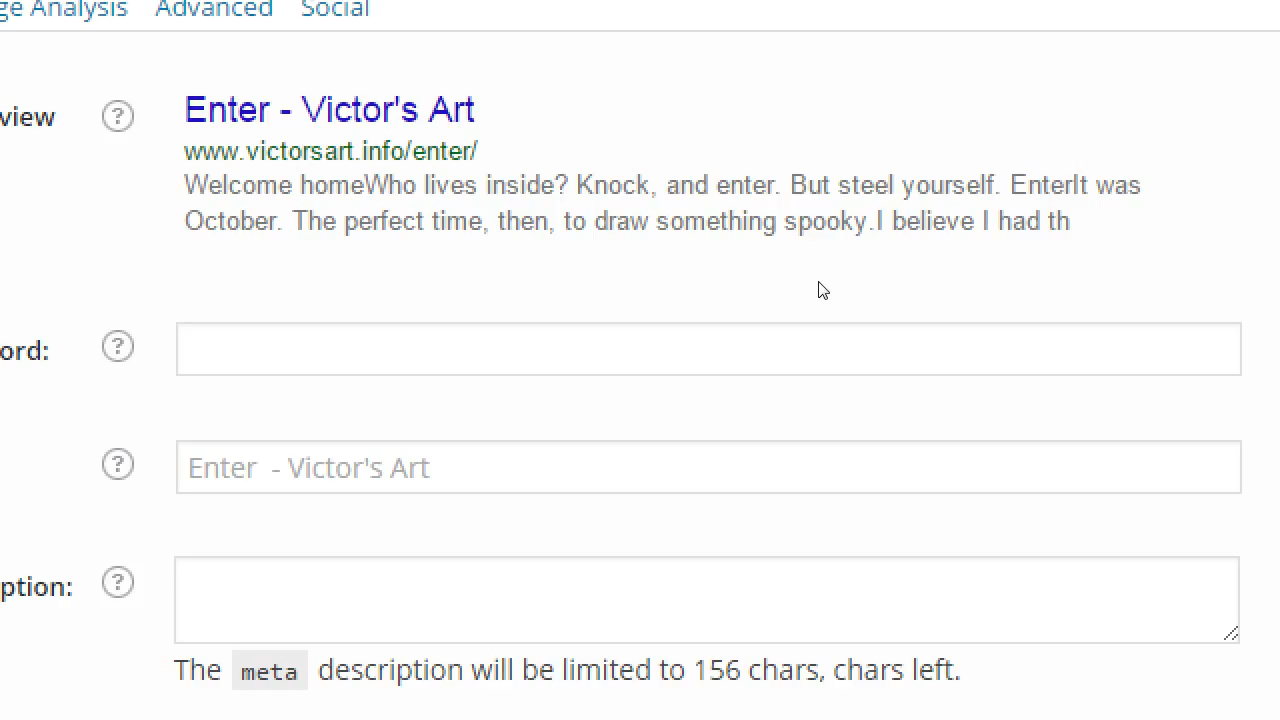 ge Analysis Advanced Social
view ? Enter - Victor's Art
www.victorsart.info/enter/
Welcome homeWho lives inside? Knock, and enter. But steel yourself. EnterIt was
October. The perfect time, then, to draw something spooky.I believe I had th
ord: ?
? Enter - Victor's Art
ption: ?
The meta description will be limited to 156 chars, chars left.